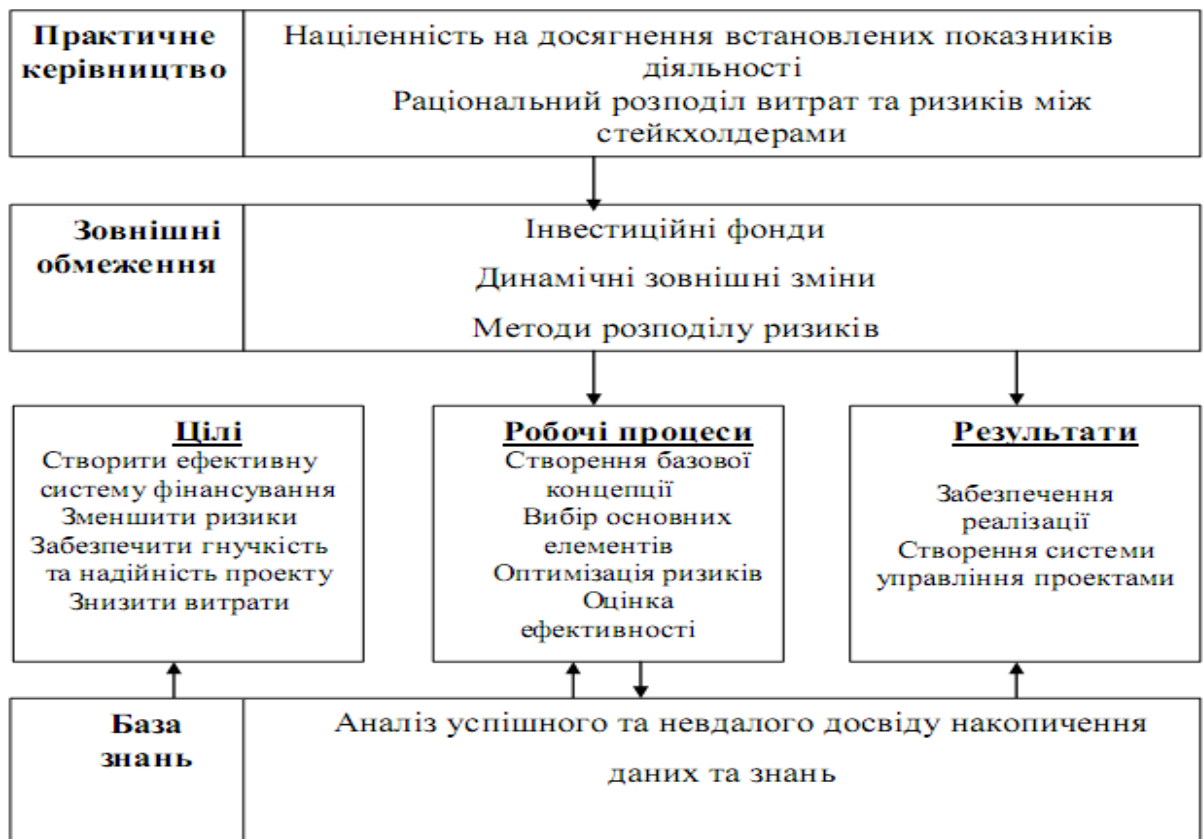 Практичне
керівництво
Націленність на досягнення встановлених показників
діяльності
Раціональний розподіл витрат та ризиків між
стейкхолдерами
Зовнішні
обмеження
Інвестиційні фонди
Динамічні зовнішні зміни
Методи розподілу ризиків
Цілі
Створити ефективну
систему фінансування
Зменшити ризики
Забезпечити гнучкість
та надійність проекту
Знизити витрати
Робочі процеси
Створення базової
концепції
Вибір основних
елементів
Оптимізація ризиків
Оцінка
ефективності
Результати
Забезпечення
реалізації
Створення системи
управління проектами
База
знань
Аналіз успішного та невдалого досвіду накопичення
даних та знань